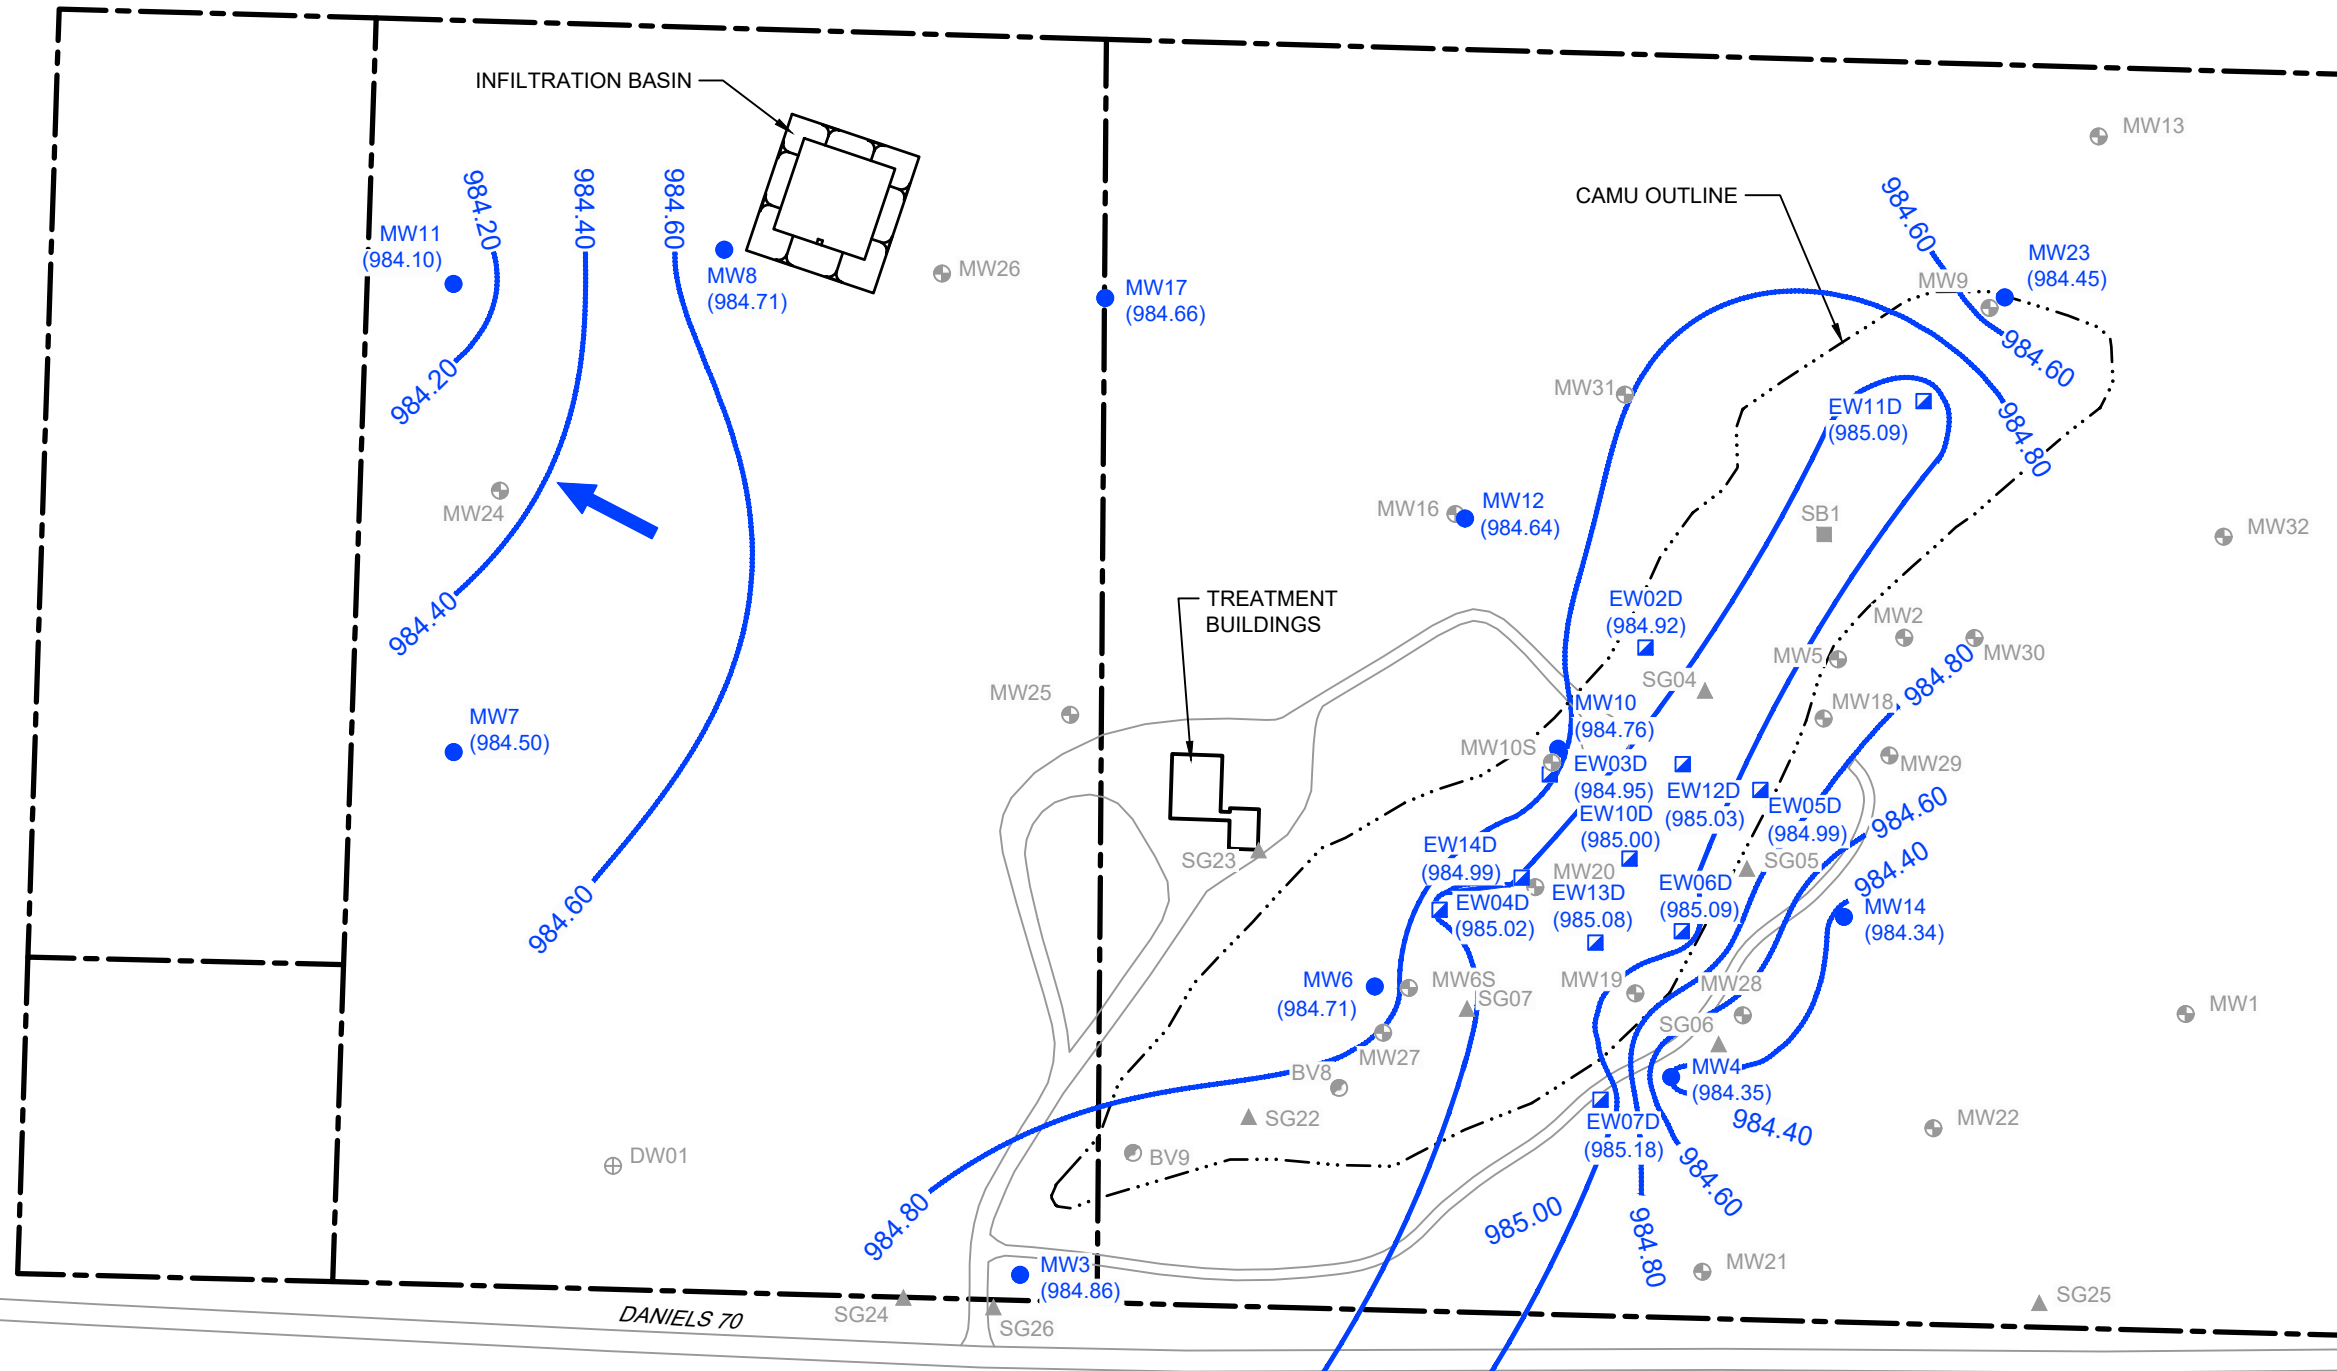 INFILTRATION BASIN
MW13
984.20
984.40
984.60
984.60
CAMU OUTLINE
MW11
(984.10)
MW8
(984.71)
MW26
MW17
(984.66)
MW23
(984.45)
MW9
984.60
984.20
MW31
EW11D
(985.09)
984.80
MW24
MW16
MW12
(984.64)
SB1
MW32
984.40
TREATMENT
BUILDINGS
EW02D
(984.92)
MW2
MW5
MW30
984.80
SG04
MW25
MW10
(984.76)
MW18
MW7
(984.50)
MW10S
EW03D
(984.95)
EW12D
(985.03)
MW29
EW10D
(985.00)
EW05D
(984.99)
984.60
SG23
EW14D
(984.99)
MW20
SG05
984.40
984.60
EW04D
(985.02)
EW13D
(985.08)
EW06D
(985.09)
MW14
(984.34)
MW6
(984.71)
MW6S
SG07
MW19
MW28
MW1
SG06
MW27
BV8
MW4
(984.35)
SG22
EW07D
(985.18)
984.40
MW22
DW01
BV9
984.60
984.80
985.00
984.80
MW3
(984.86)
MW21
SG24
SG26
SG25
DANIELS 70